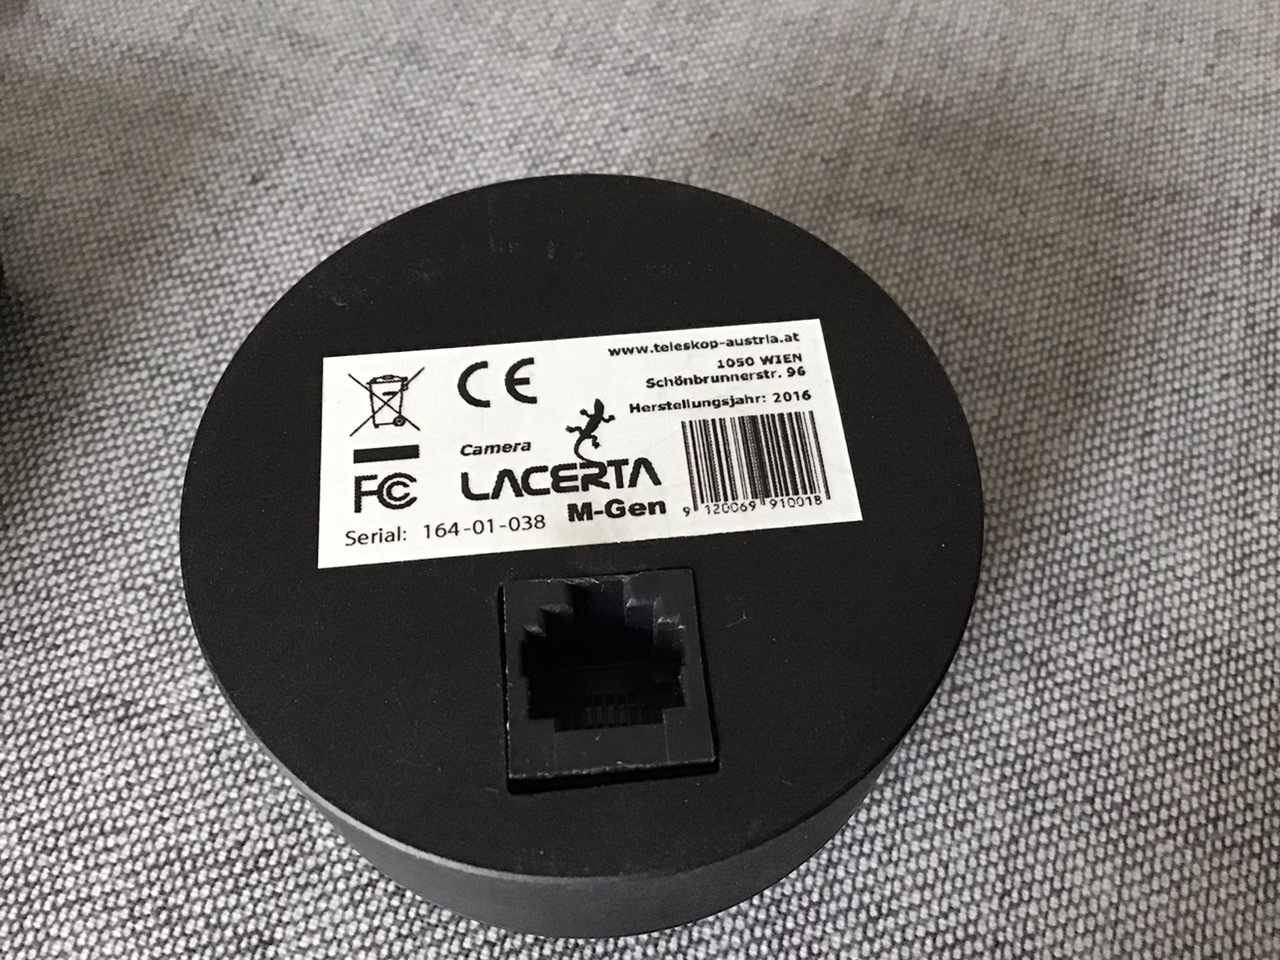 www.teleskop-austria.at
1050 WIEN
Schönbrunnerstr. 96
Herstellungsjahr: 2016
CE
Camera
LACERTA
M-Gen
FC
Serial: 164-01-038
9 120069 910018